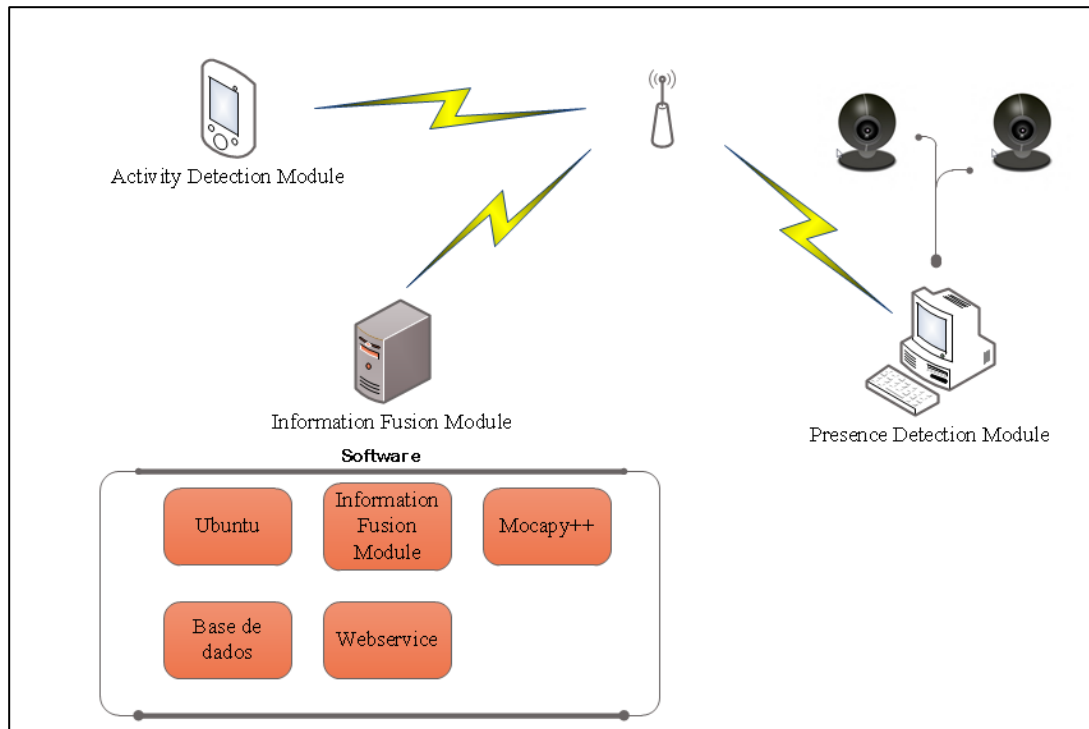 Activity Detection Module
Information Fusion Module
Presence Detection Module
Software
Ubuntu
Information
Fusion
Module
Mocapy++
Base de
dados
Webservice